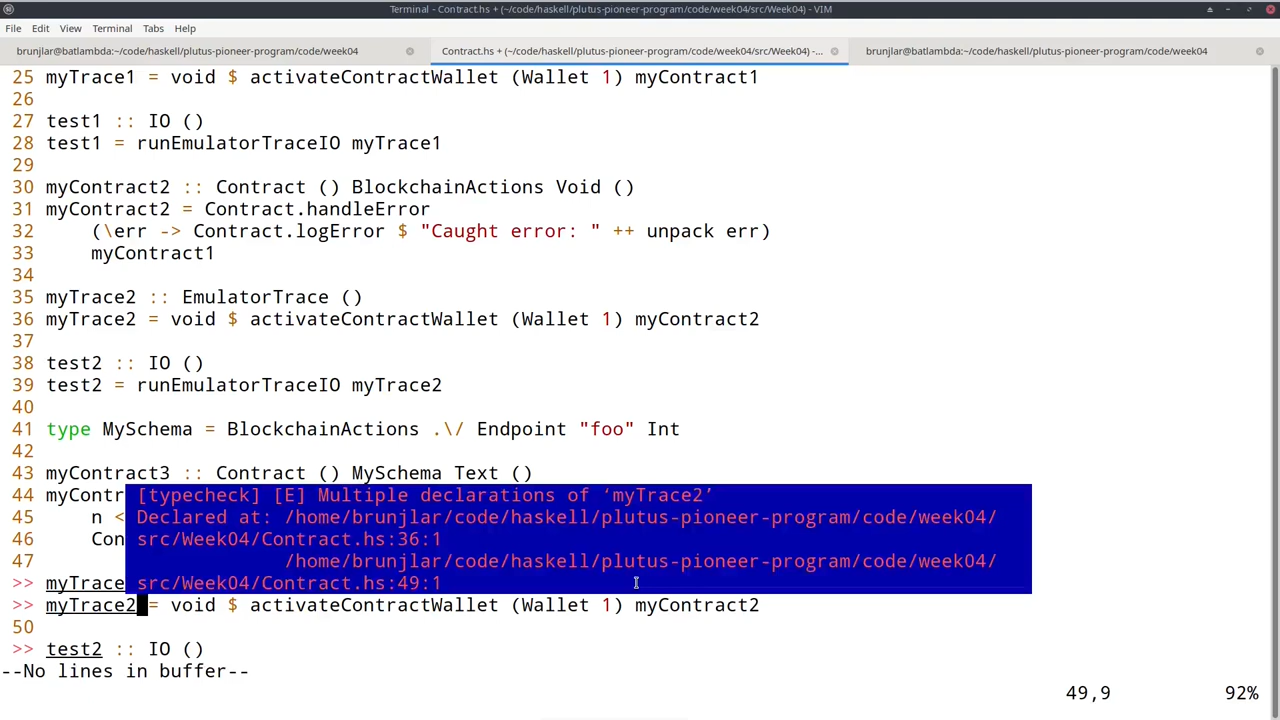 Terminal - Contract.hs + (~/code/haskell/plutus-pioneer-program/code/week04/src/Week04) - VIM
File Edit View Terminal Tabs Help
brunjlar@batlambda:~/code/haskell/plutus-pioneer-program/code/week04
Contract.hs + (~/code/haskell/plutus-pioneer-program/code/week04/src/Week04) -...
brunjlar@batlambda:~/code/haskell/plutus-pioneer-program/code/week04
25 myTrace1 = void $ activateContractWallet (Wallet 1) myContract1
26
27 test1 :: IO ()
28 test1 = runEmulatorTraceIO myTrace1
29
30 myContract2 :: Contract () BlockchainActions Void ()
31 myContract2 = Contract.handleError
32     (\err -> Contract.logError $ "Caught error: " ++ unpack err)
33     myContract1
34
35 myTrace2 :: EmulatorTrace ()
36 myTrace2 = void $ activateContractWallet (Wallet 1) myContract2
37
38 test2 :: IO ()
39 test2 = runEmulatorTraceIO myTrace2
40
41 type MySchema = BlockchainActions .\/ Endpoint "foo" Int
42
43 myContract3 :: Contract () MySchema Text ()
44 myContr [typecheck] [E] Multiple declarations of ‘myTrace2’
45     n < Declared at: /home/brunjlar/code/haskell/plutus-pioneer-program/code/week04/
46     Con src/Week04/Contract.hs:36:1
47 /home/brunjlar/code/haskell/plutus-pioneer-program/code/week04/
>> myTrace src/Week04/Contract.hs:49:1
>> myTrace2 = void $ activateContractWallet (Wallet 1) myContract2
50
>> test2 :: IO ()
--No lines in buffer--
49,9 92%